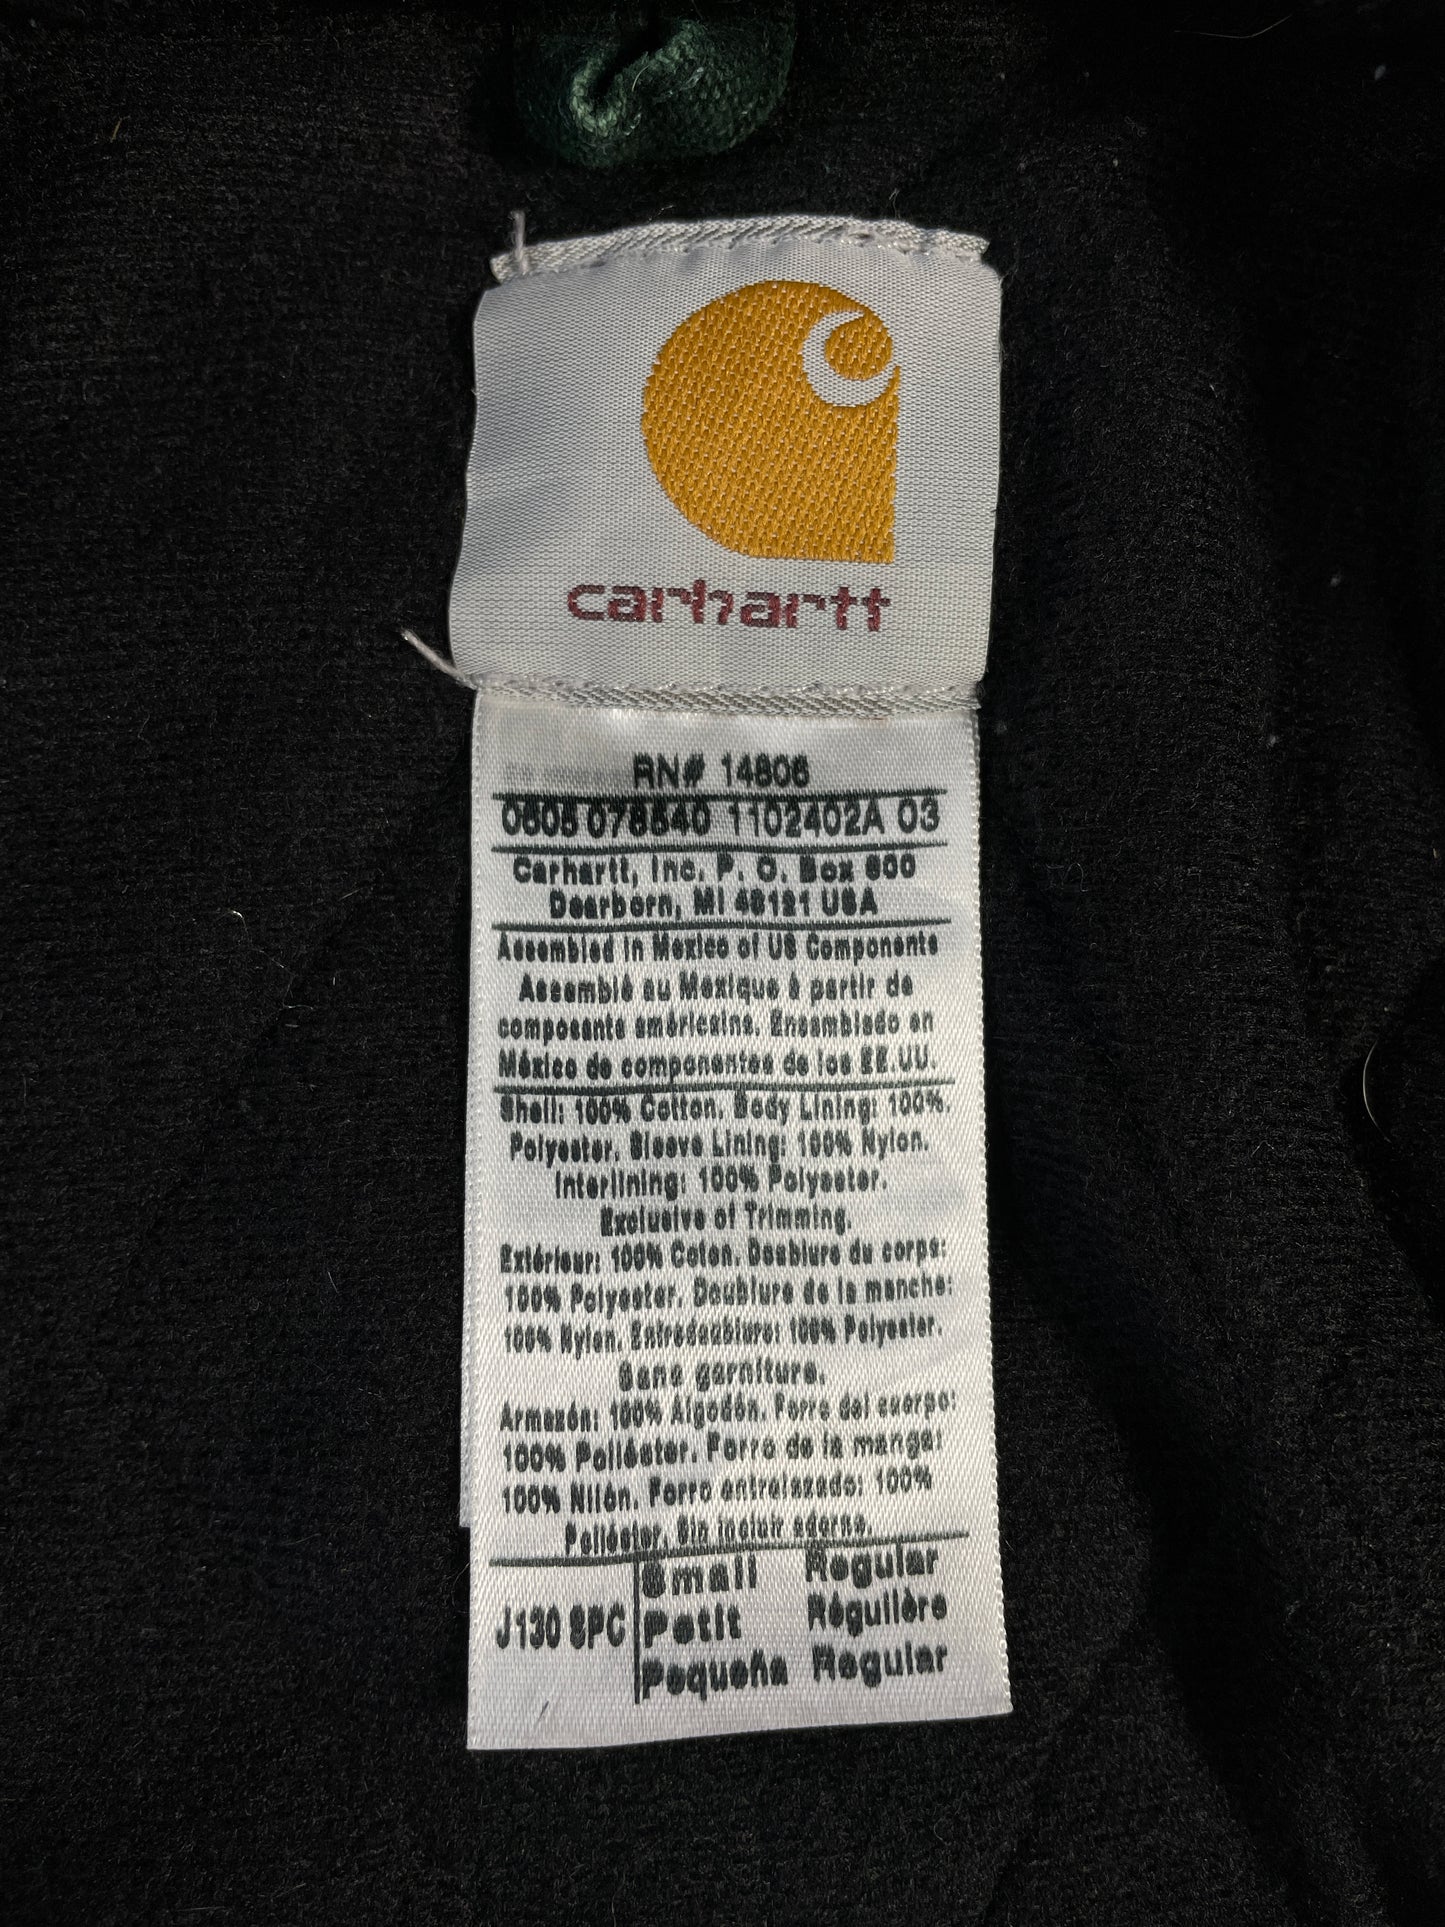 carhartt
RN# 14806
0605 078540 1102402A 03
Carhartt, Inc. P. O. Box 600
Dearborn, MI 48121 USA
Assembled in Mexico of US Components
Assemblé au Mexique à partir de
composants américains. Ensamblado en
México de componentes de los EE.UU.
Shell: 100% Cotton. Body Lining: 100%
Polyester. Sleeve Lining: 100% Nylon.
Interlining: 100% Polyester.
Exclusive of Trimming.
Extérieur: 100% Coton. Doublure du corps:
100% Polyester. Doublure de la manche:
100% Nylon. Entredoublure: 100% Polyester.
Sans garniture.
Armazón: 100% Algodón. Forro del cuerpo:
100% Poliéster. Forro de la manga:
100% Nilón. Forro entrelazado: 100%
Poliéster. Sin incluir adorno.
J130 SPC
Small Regular
Petit Régulière
Pequeña Regular